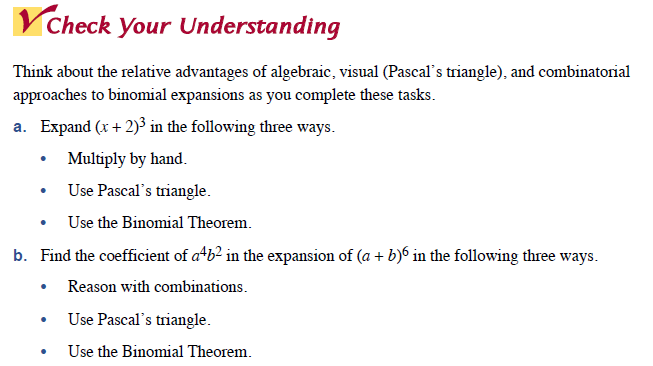 Check Your Understanding
Think about the relative advantages of algebraic, visual (Pascal's triangle), and combinatorial
approaches to binomial expansions as you complete these tasks.
a. Expand (x + 2)³ in the following three ways.
• Multiply by hand.
• Use Pascal's triangle.
• Use the Binomial Theorem.
b. Find the coefficient of a⁴b² in the expansion of (a + b)⁶ in the following three ways.
• Reason with combinations.
• Use Pascal's triangle.
• Use the Binomial Theorem.